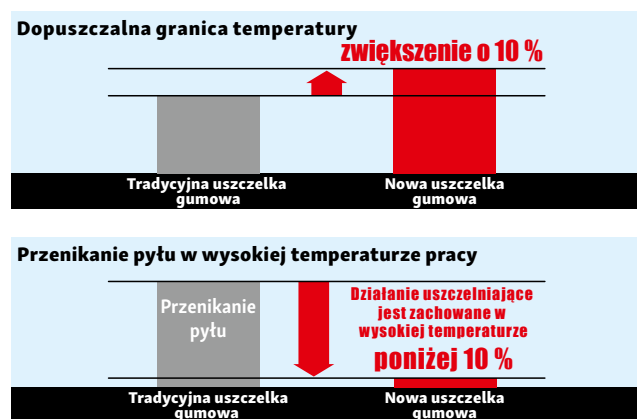 Dopuszczalna granica temperatury
zwiększenie o 10 %
Tradycyjna uszczelka
gumowa
Nowa uszczelka
gumowa
Przenikanie pyłu w wysokiej temperaturze pracy
Przenikanie
pyłu
Działanie uszczelniające
jest zachowane w
wysokiej temperaturze
poniżej 10 %
Tradycyjna uszczelka
gumowa
Nowa uszczelka
gumowa